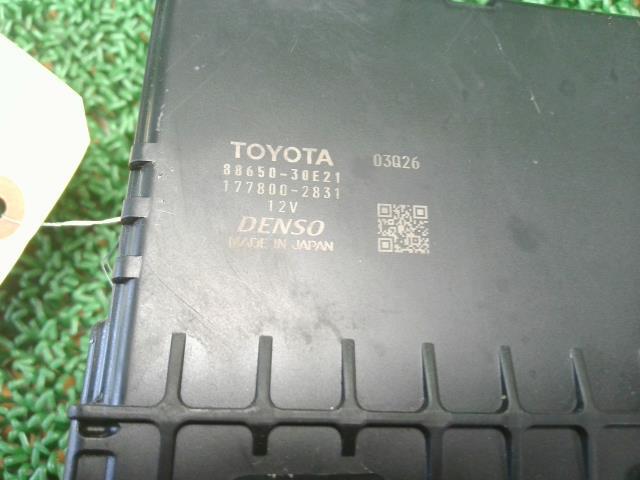 TOYOTA 03Q26
88650-30E21
177800-2831
12V
DENSO
MADE IN JAPAN